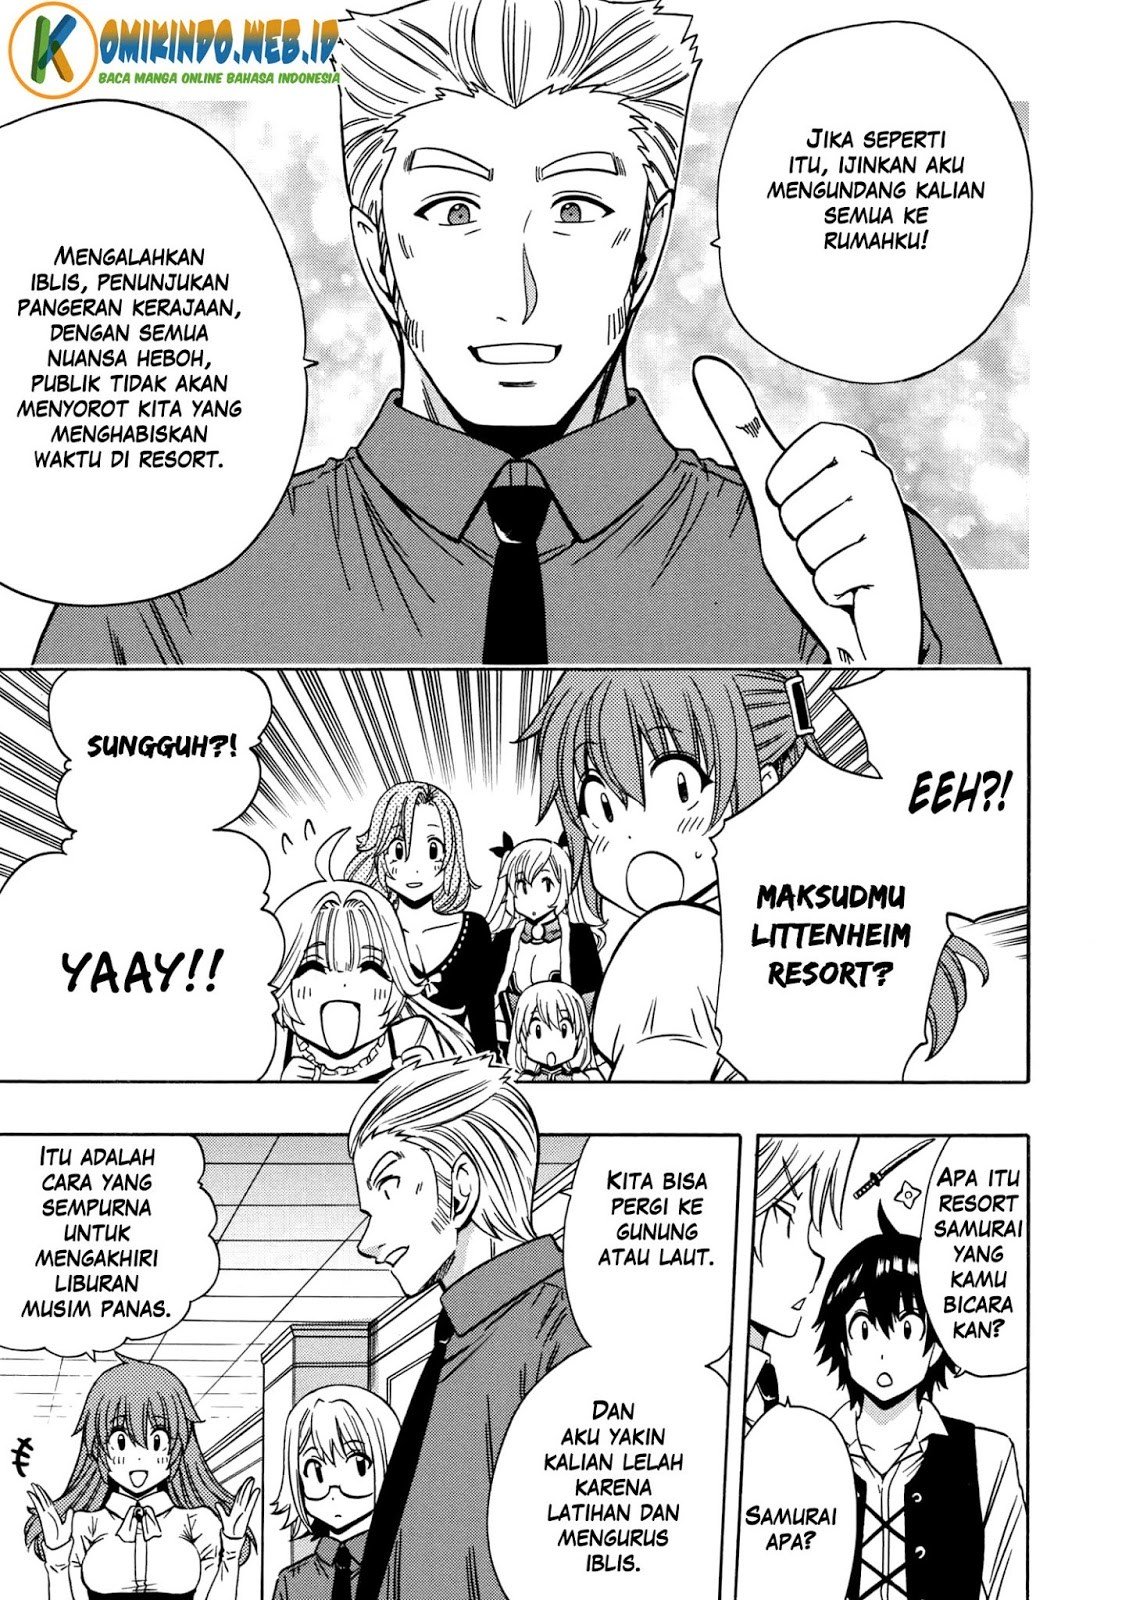 KOMIKINDO.WEB.ID
BACA MANGA ONLINE BAHASA INDONESIA
JIKA SEPERTI
ITU, IJINKAN AKU
MENGUNDANG KALIAN
SEMUA KE
RUMAHKU!
MENGALAHKAN
IBLIS, PENUNJUKAN
PANGERAN KERAJAAN,
DENGAN SEMUA
NUANSA HEBOH,
PUBLIK TIDAK AKAN
MENYOROT KITA YANG
MENGHABISKAN
WAKTU DI RESORT.
EEH?!
MAKSUDMU
LITTENHEIM
RESORT?
SUNGGUH?!
YAAY!!
APA ITU
RESORT
SAMURAI
YANG
KAMU
BICARA
KAN?
SAMURAI
APA?
KITA BISA
PERGI KE
GUNUNG
ATAU LAUT.
DAN
AKU YAKIN
KALIAN LELAH
KARENA
LATIHAN DAN
MENGURUS
IBLIS.
ITU ADALAH
CARA YANG
SEMPURNA
UNTUK
MENGAKHIRI
LIBURAN
MUSIM PANAS.